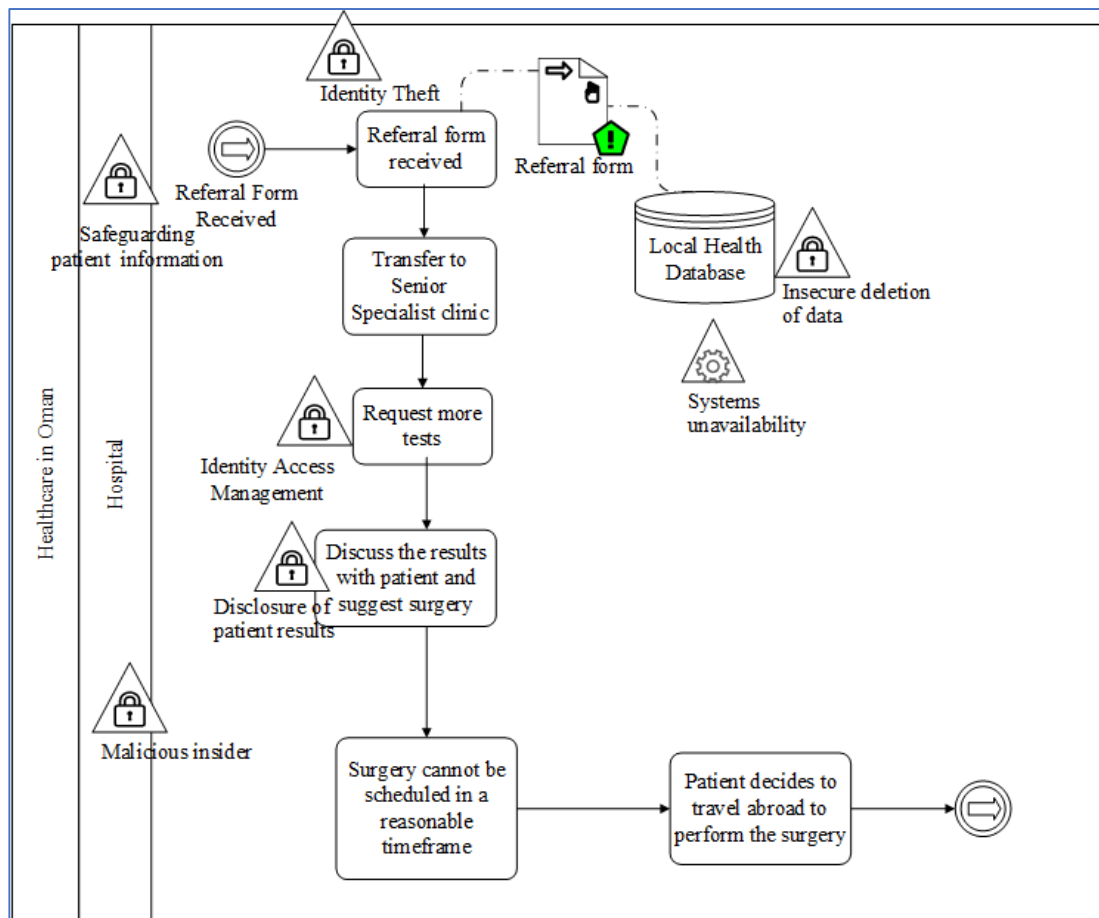 Healthcare in Oman
Hospital
Identity Theft
Referral form
received
Referral form
Referral Form
Received
Safeguarding
patient information
Local Health
Database
Insecure deletion
of data
Transfer to
Senior
Specialist clinic
Systems
unavailability
Request more
tests
Identity Access
Management
Discuss the results
with patient and
suggest surgery
Disclosure of
patient results
Malicious insider
Surgery cannot be
scheduled in a
reasonable
timeframe
Patient decides to
travel abroad to
perform the surgery